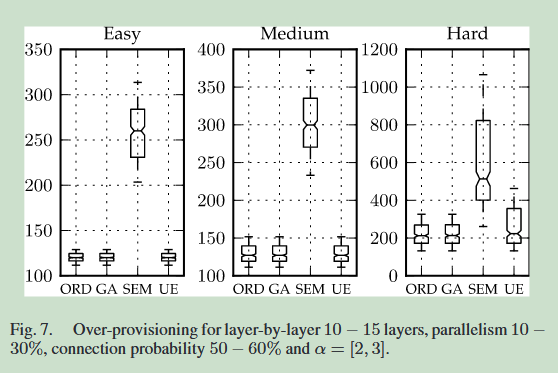 Easy Medium Hard
350 400 1200
300 350 1000
250 300 800
200 250 600
150 200 400
100 150 200
100 0
ORD GA SEM UE ORD GA SEM UE ORD GA SEM UE
Fig. 7. Over-provisioning for layer-by-layer 10 − 15 layers, parallelism 10 −
30%, connection probability 50 − 60% and α = [2, 3].